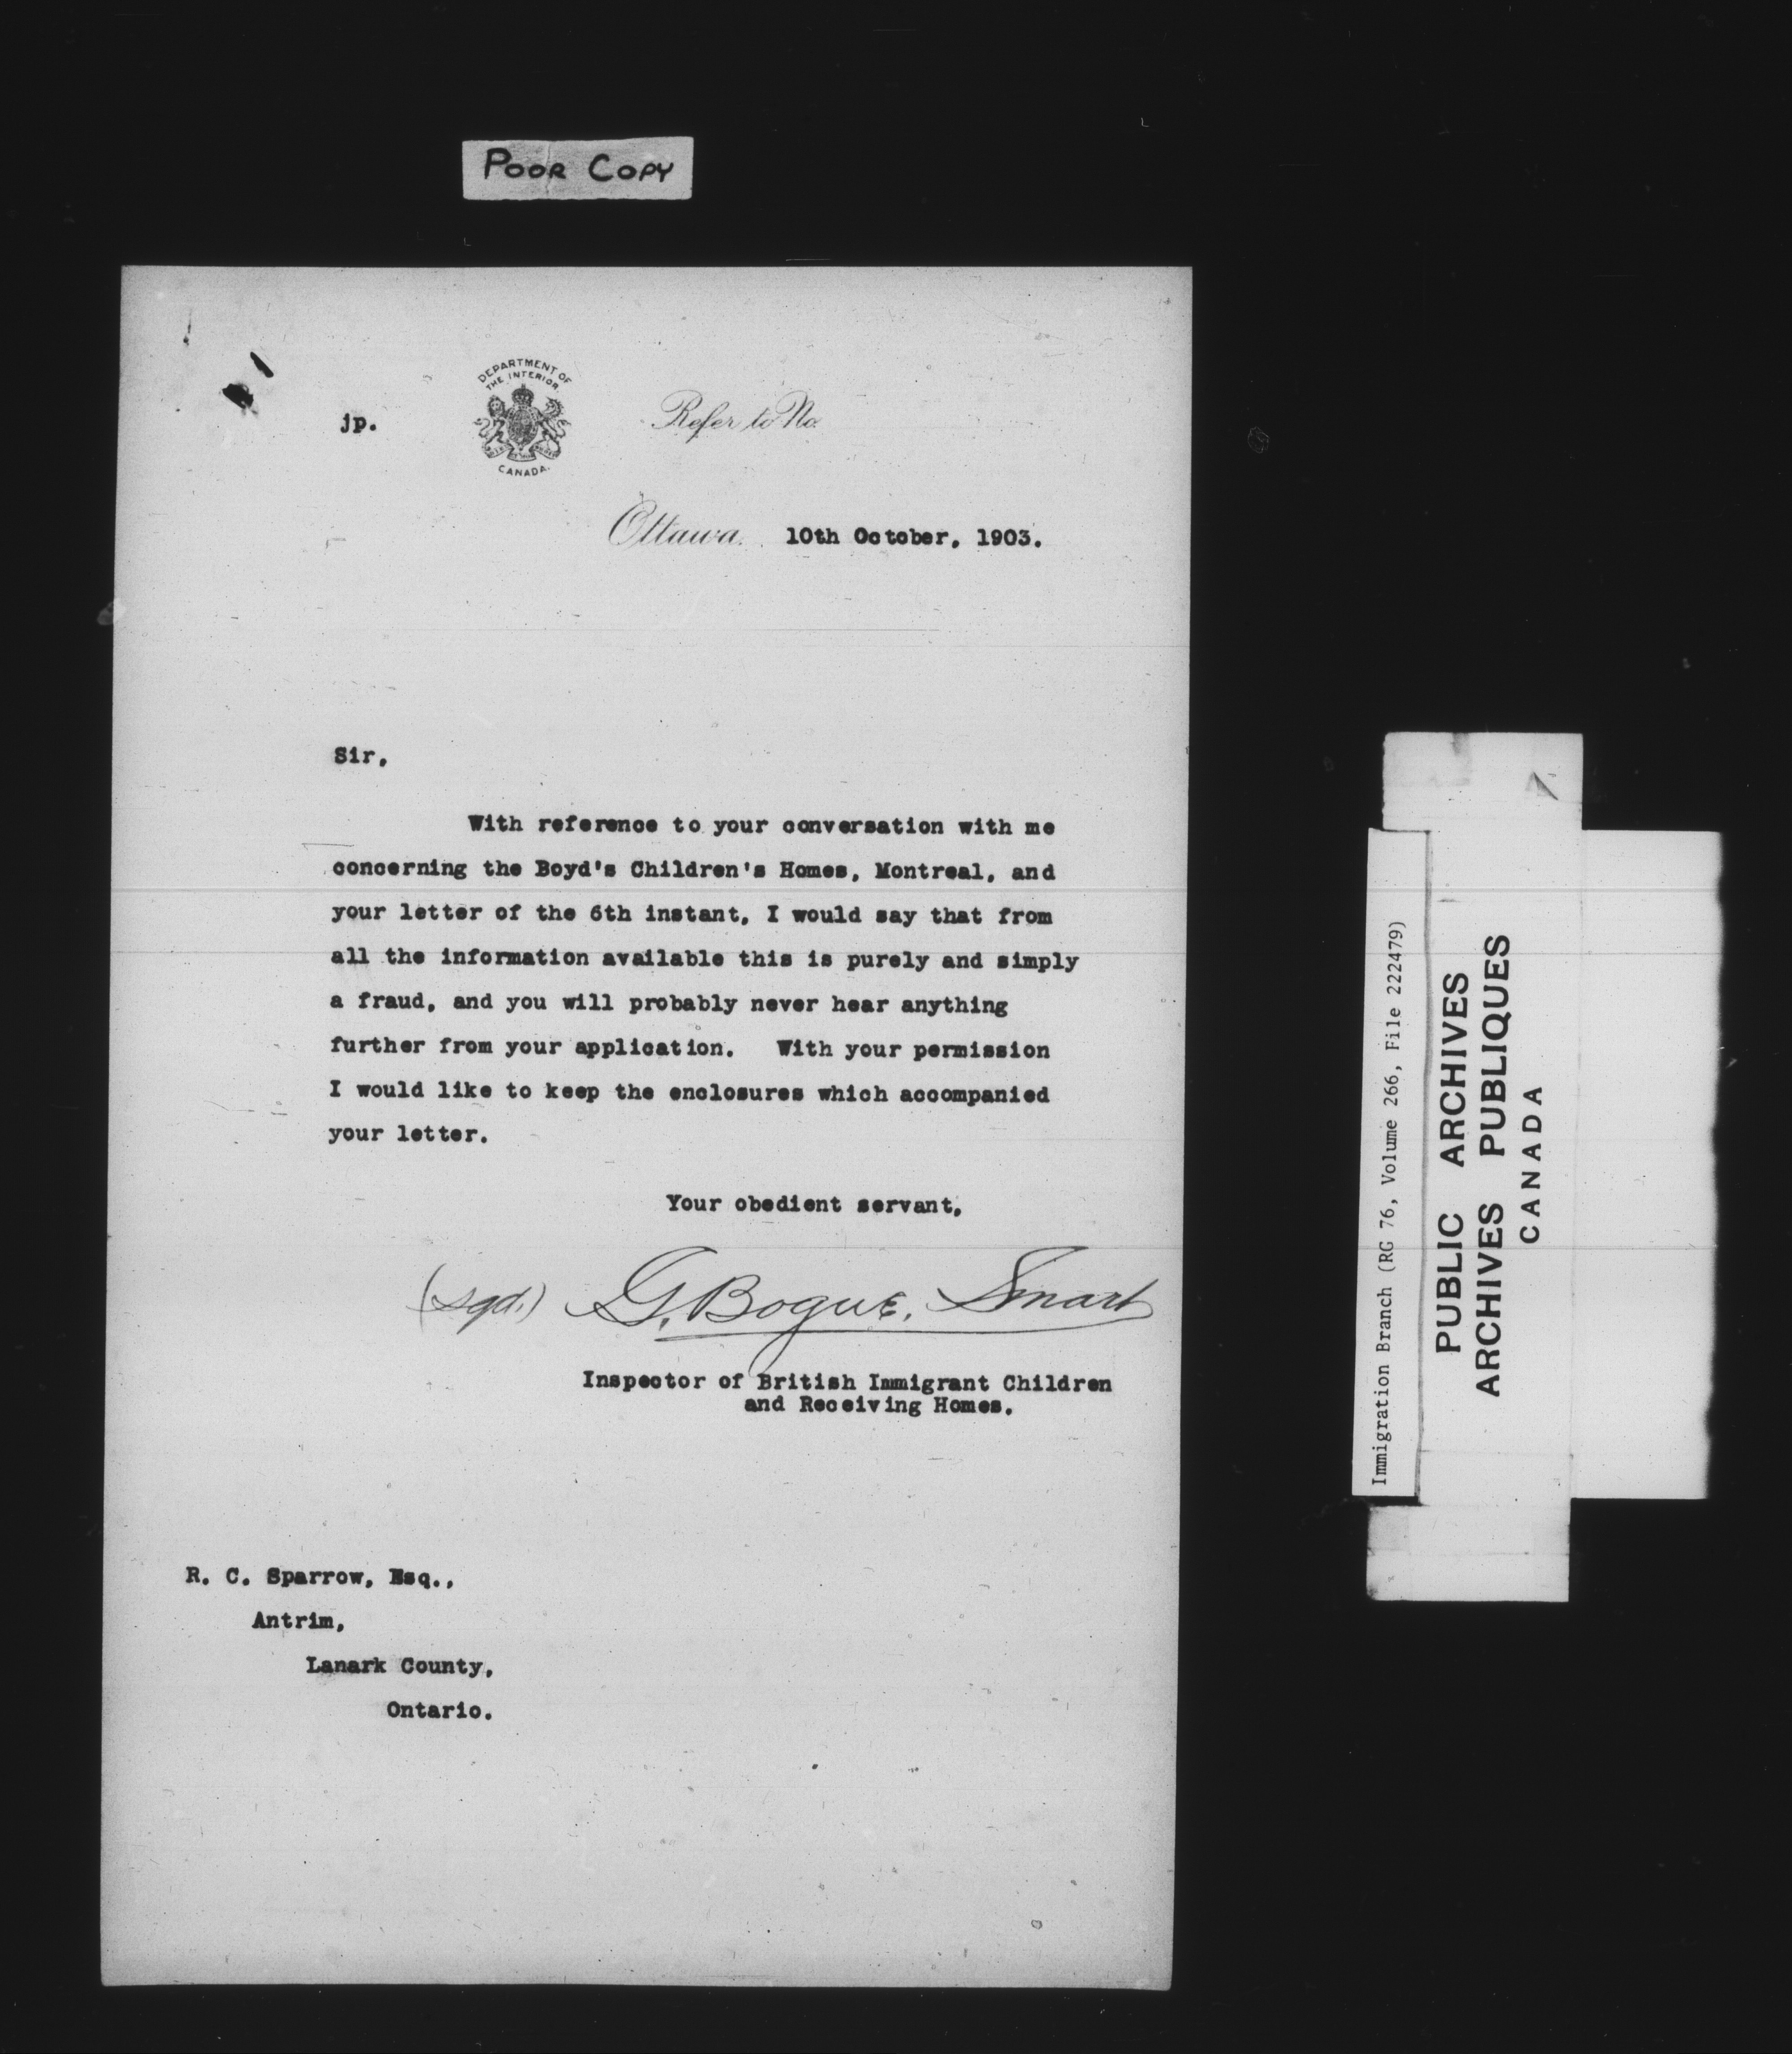 POOR COPY
DEPARTMENT OF
THE INTERIOR
CANADA.
jp.
Refer to No.
Ottawa. 10th October, 1903.
Sir,
With reference to your conversation with me
concerning the Boyd's Children's Homes, Montreal, and
your letter of the 6th instant, I would say that from
all the information available this is purely and simply
a fraud, and you will probably never hear anything
further from your application. With your permission
I would like to keep the enclosures which accompanied
your letter.
Your obedient servant,
(sgd.) G. Bogue. Smart
Inspector of British Immigrant Children
and Receiving Homes.
R. C. Sparrow, Esq.,
Antrim,
Lanark County,
Ontario.
Immigration Branch (RG 76, Volume 266, File 222479)
PUBLIC ARCHIVES
ARCHIVES PUBLIQUES
CANADA